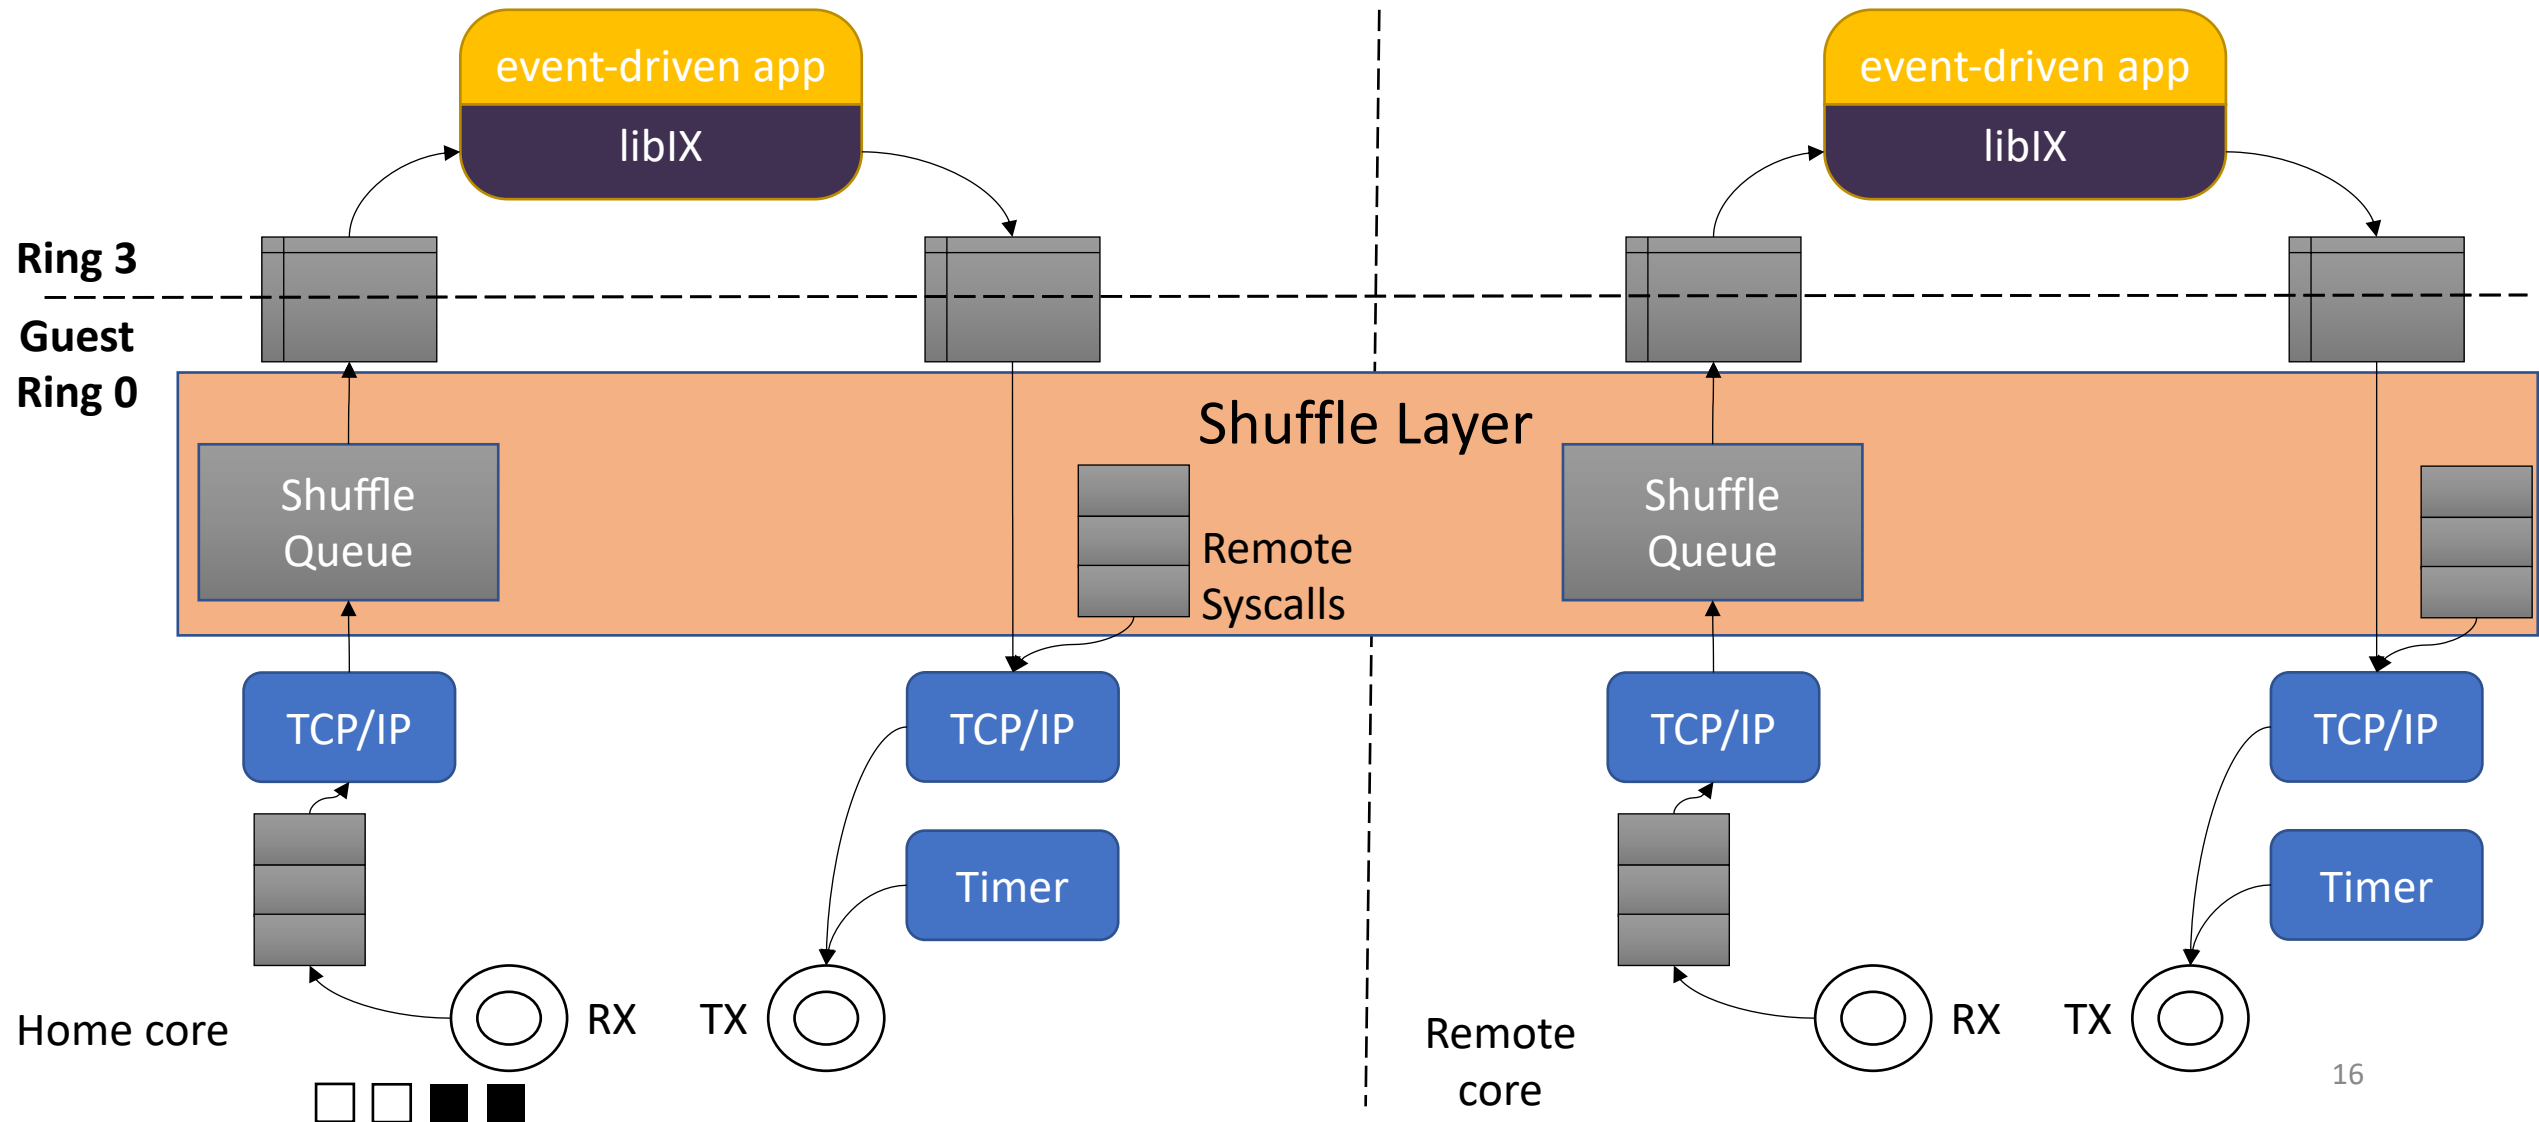 event-driven app
libIX
event-driven app
libIX
Ring 3
Guest
Ring 0
Shuffle Layer
Shuffle
Queue
Remote
Syscalls
Shuffle
Queue
TCP/IP
TCP/IP
TCP/IP
TCP/IP
Timer
Timer
Home core
RX
TX
Remote
core
RX
TX
16